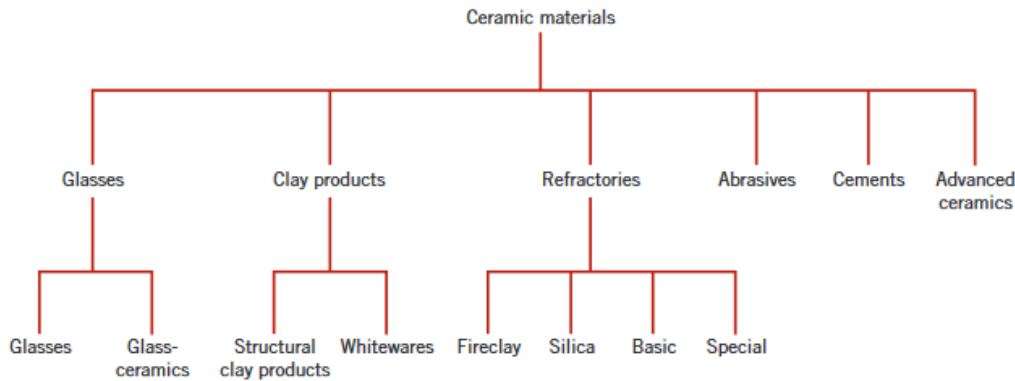 Ceramic materials
Glasses
Clay products
Refractories
Abrasives
Cements
Advanced
ceramics
Glasses
Glass-
ceramics
Structural
clay products
Whitewares
Fireclay
Silica
Basic
Special